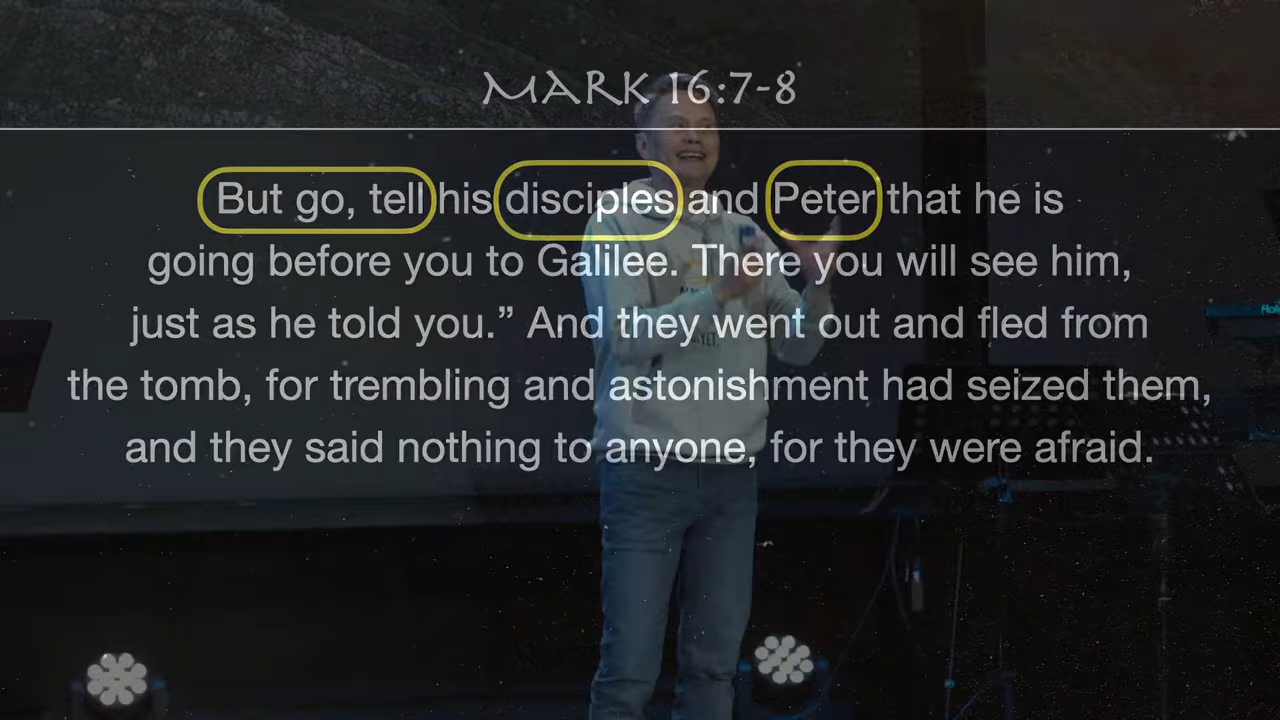 MARK 16:7-8
But go, tell his disciples and Peter that he is
going before you to Galilee. There you will see him,
just as he told you.” And they went out and fled from
the tomb, for trembling and astonishment had seized them,
and they said nothing to anyone, for they were afraid.